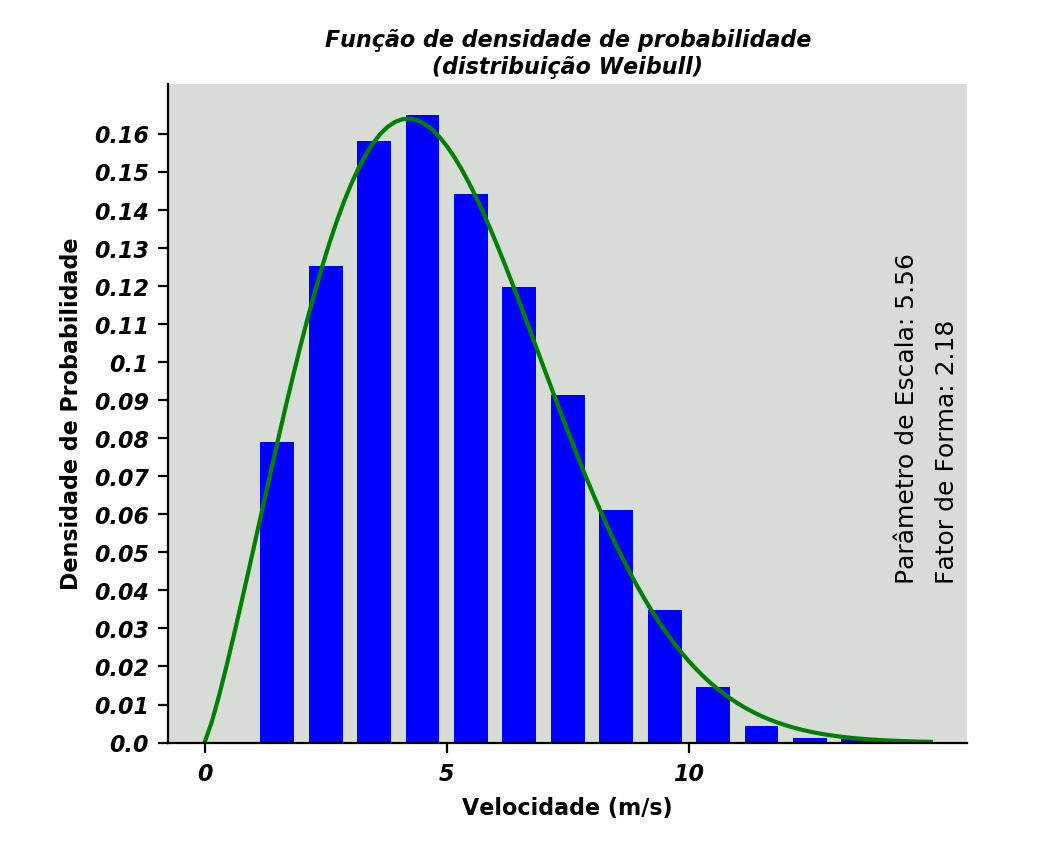 Função de densidade de probabilidade
(distribuição Weibull)
Densidade de Probabilidade
0.16
0.15
0.14
0.13
0.12
0.11
0.1
0.09
0.08
0.07
0.06
0.05
0.04
0.03
0.02
0.01
0.0
Parâmetro de Escala: 5.56
Fator de Forma: 2.18
0 5 10
Velocidade (m/s)